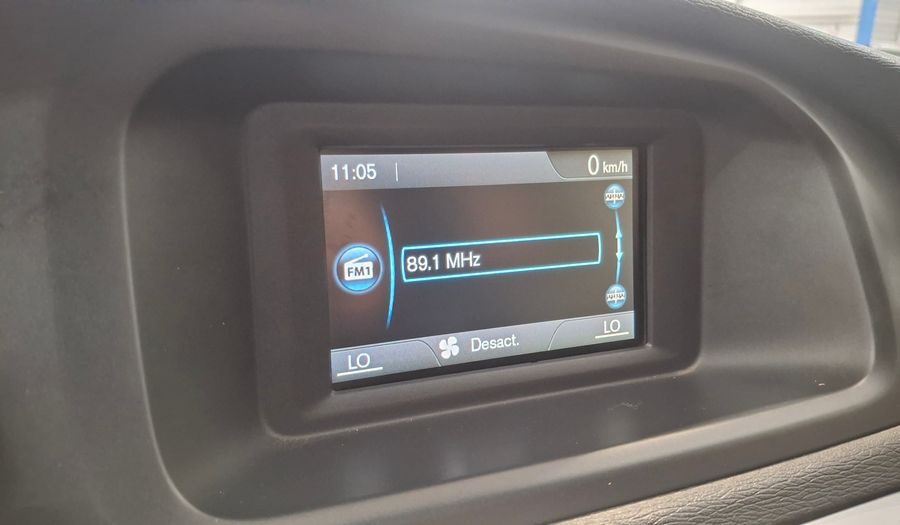 11:05
0 km/h
FM1
89.1 MHz
LO
Desact.
LO